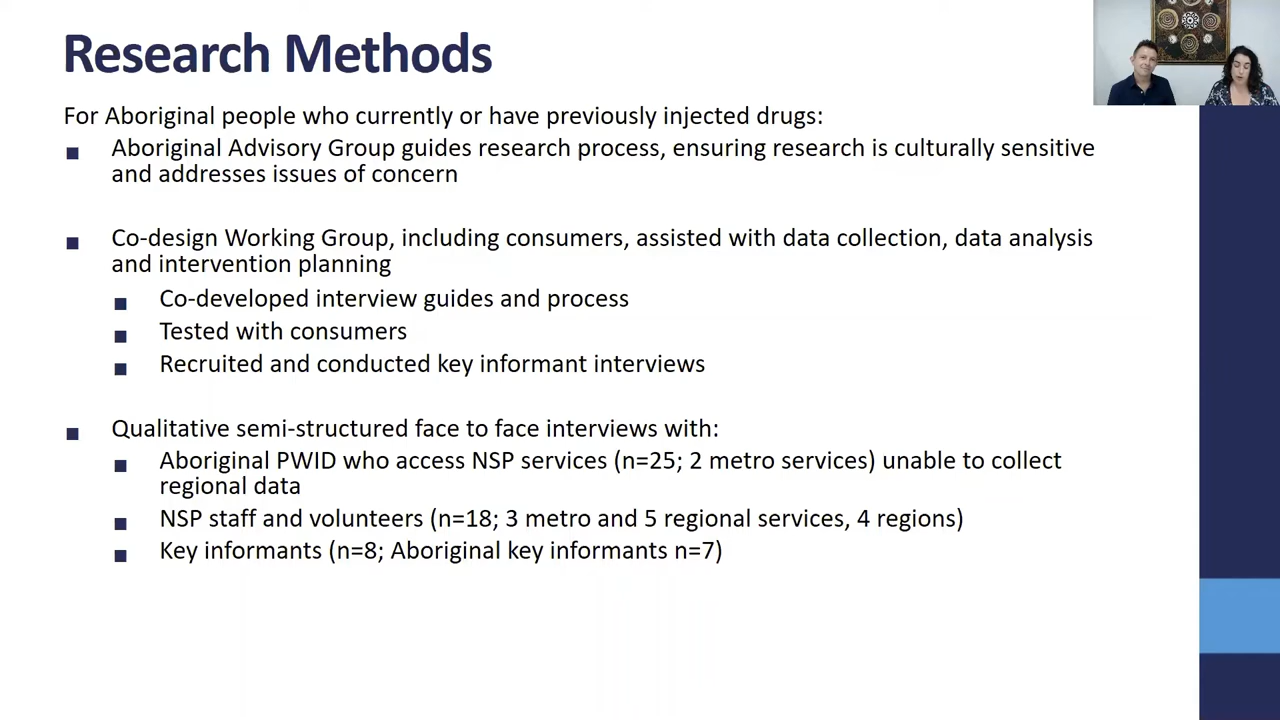 Research Methods
For Aboriginal people who currently or have previously injected drugs:
Aboriginal Advisory Group guides research process, ensuring research is culturally sensitive
and addresses issues of concern
Co-design Working Group, including consumers, assisted with data collection, data analysis
and intervention planning
Co-developed interview guides and process
Tested with consumers
Recruited and conducted key informant interviews
Qualitative semi-structured face to face interviews with:
Aboriginal PWID who access NSP services (n=25; 2 metro services) unable to collect
regional data
NSP staff and volunteers (n=18; 3 metro and 5 regional services, 4 regions)
Key informants (n=8; Aboriginal key informants n=7)